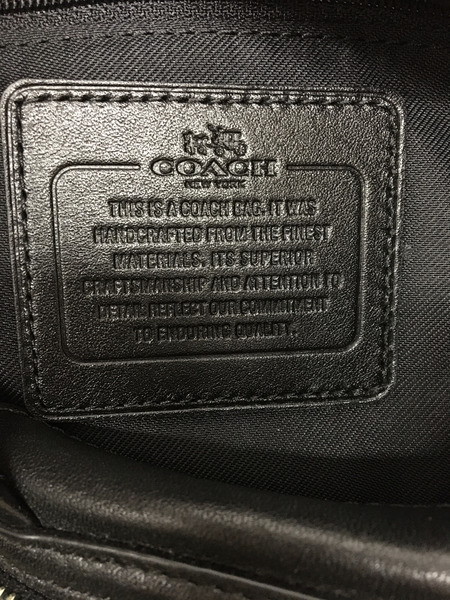 COACH
NEW YORK
THIS IS A COACH BAG. IT WAS
HANDCRAFTED FROM THE FINEST
MATERIALS. ITS SUPERIOR
CRAFTSMANSHIP AND ATTENTION TO
DETAIL REFLECT OUR COMMITMENT
TO ENDURING QUALITY.